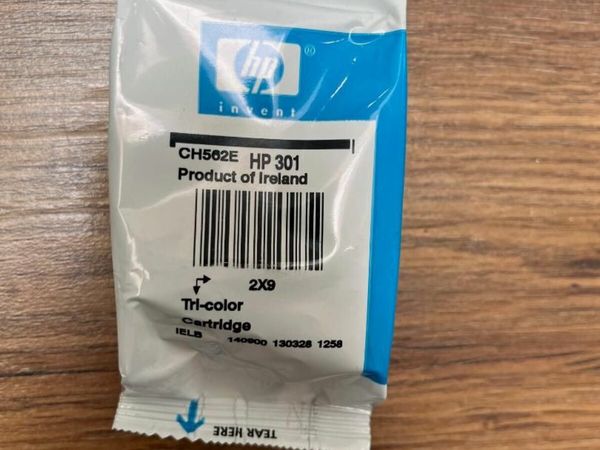 hp ®
invent
CH562E HP 301
Product of Ireland
2X9
Tri-color
Cartridge
IELB 140900 130328 1258
TEAR HERE